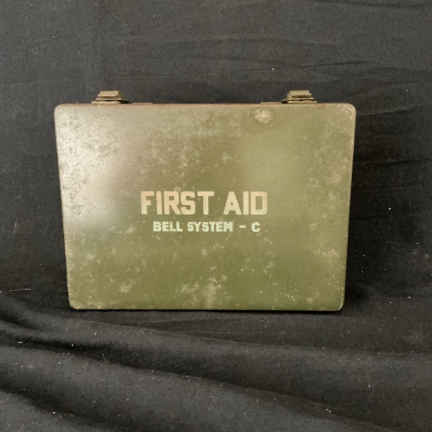 FIRST AID
BELL SYSTEM - C